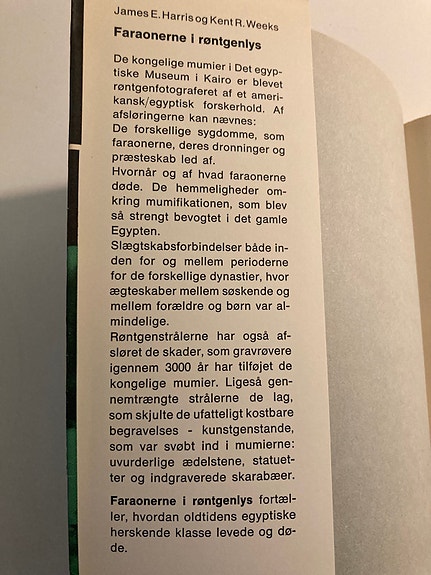 James E. Harris og Kent R. Weeks
Faraonerne i røntgenlys
De kongelige mumier i Det egyp-
tiske Museum i Kairo er blevet
røntgenfotograferet af et ameri-
kansk/egyptisk forskerhold. Af
afsløringerne kan nævnes:
De forskellige sygdomme, som
faraonerne, deres dronninger og
præsteskab led af.
Hvornår og af hvad faraonerne
døde. De hemmeligheder om-
kring mumifikationen, som blev
så strengt bevogtet i det gamle
Egypten.
Slægtskabsforbindelser både in-
den for og mellem perioderne
for de forskellige dynastier, hvor
ægteskaber mellem søskende og
mellem forældre og børn var al-
mindelige.
Røntgenstrålerne har også af-
sløret de skader, som gravrøvere
igennem 3000 år har tilføjet de
kongelige mumier. Ligeså gen-
nemtrængte strålerne de lag,
som skjulte de ufatteligt kostbare
begravelses - kunstgenstande,
som var svøbt ind i mumierne:
uvurderlige ædelstene, statuet-
ter og indgraverede skarabæer.
Faraonerne i røntgenlys fortæl-
ler, hvordan oldtidens egyptiske
herskende klasse levede og dø-
de.